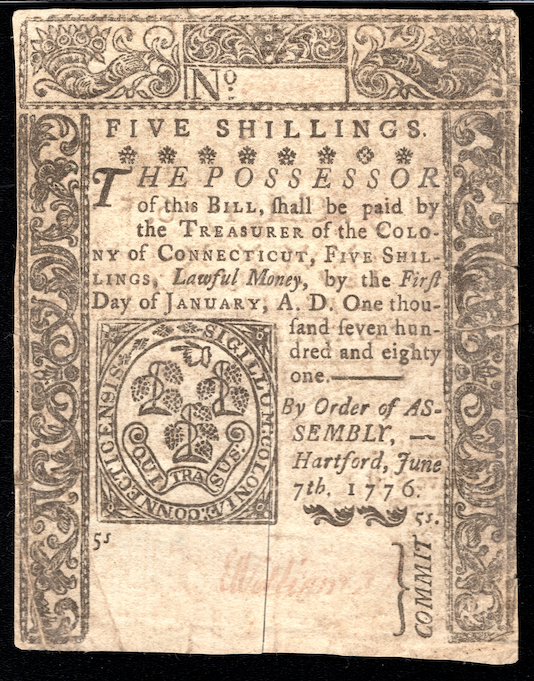 No.
FIVE SHILLINGS.
THE POSSESSOR
of this BILL, ſhall be paid by
the TREASURER of the COLO-
NY of CONNECTICUT, FIVE SHIL-
LINGS, Lawful Money, by the Firſt
Day of JANUARY, A. D. One thou-
ſand ſeven hun-
dred and eighty
one.
SIGILLUM:COLONIÆ:CONNECTICENSIS
QUI TRA SUS:
By Order of AS-
SEMBLY, —
Hartford, June
7th, 1776.
5s.
5s
COMMIT